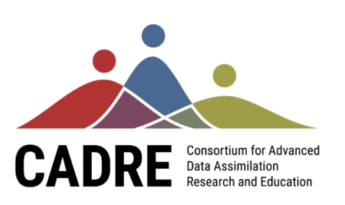 CADRE
Consortium for Advanced
Data Assimilation
Research and Education